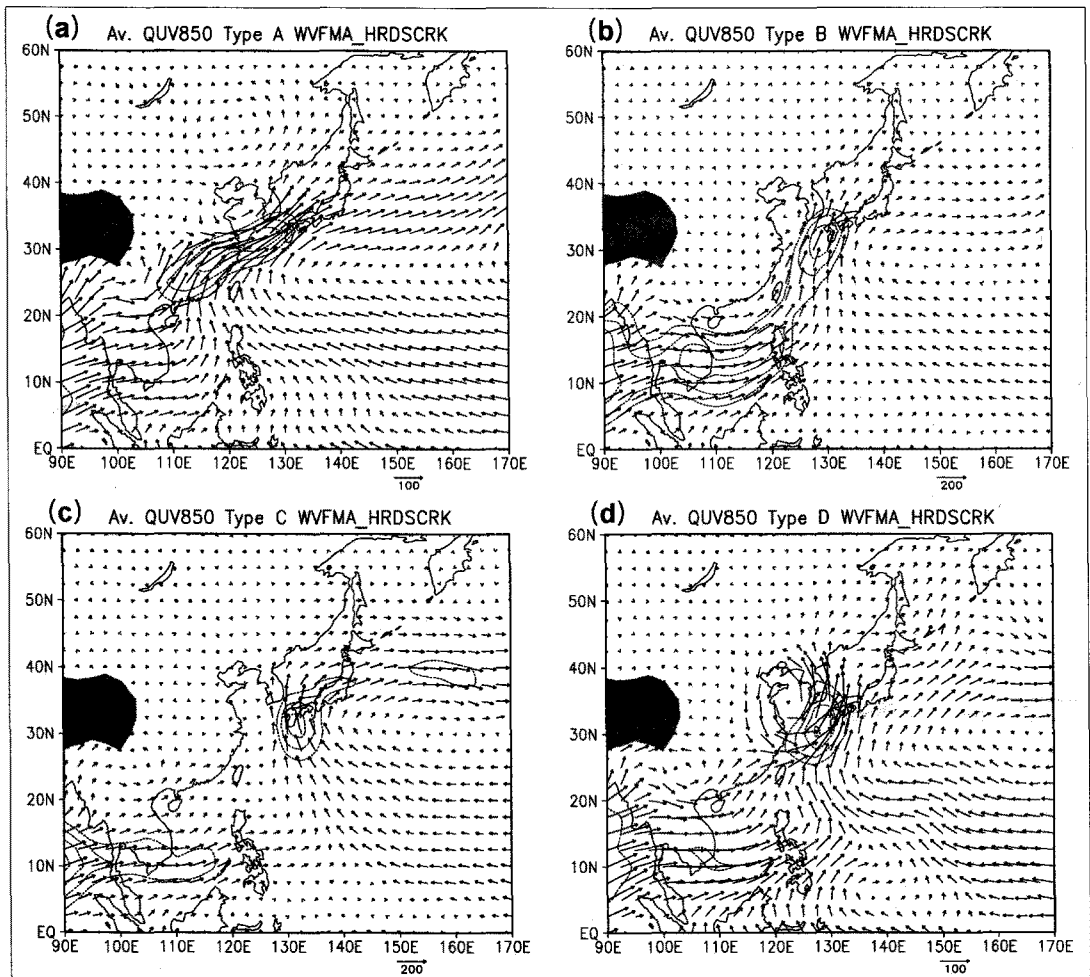 (a) Av. QUV850 Type A WVFMA_HRDSCRK
60N
50N
40N
30N
20N
10N
EQ
90E 100E 110E 120E 130E 140E 150E 160E 170E
100
(b) Av. QUV850 Type B WVFMA_HRDSCRK
60N
50N
40N
30N
20N
10N
EQ
90E 100E 110E 120E 130E 140E 150E 160E 170E
200
(c) Av. QUV850 Type C WVFMA_HRDSCRK
60N
50N
40N
30N
20N
10N
EQ
90E 100E 110E 120E 130E 140E 150E 160E 170E
200
(d) Av. QUV850 Type D WVFMA_HRDSCRK
60N
50N
40N
30N
20N
10N
EQ
90E 100E 110E 120E 130E 140E 150E 160E 170E
100